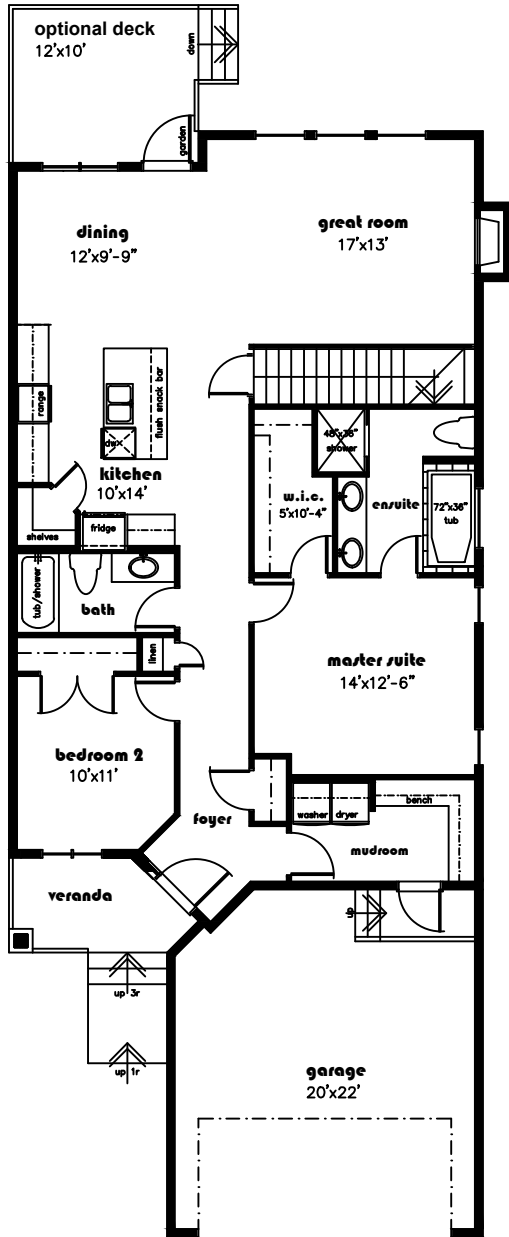 optional deck
12'x10'
down
garden
dining
12'x9'-9"
great room
17'x13'
range
flush snack bar
dw
kitchen
10'x14'
shelves
fridge
48"x36"
shower
w.i.c.
5'x10'-4"
ensuite
72"x36"
tub
tub/shower
bath
linen
master suite
14'x12'-6"
bedroom 2
10'x11'
foyer
washer
dryer
bench
mudroom
veranda
up
up 3r
up 1r
garage
20'x22'